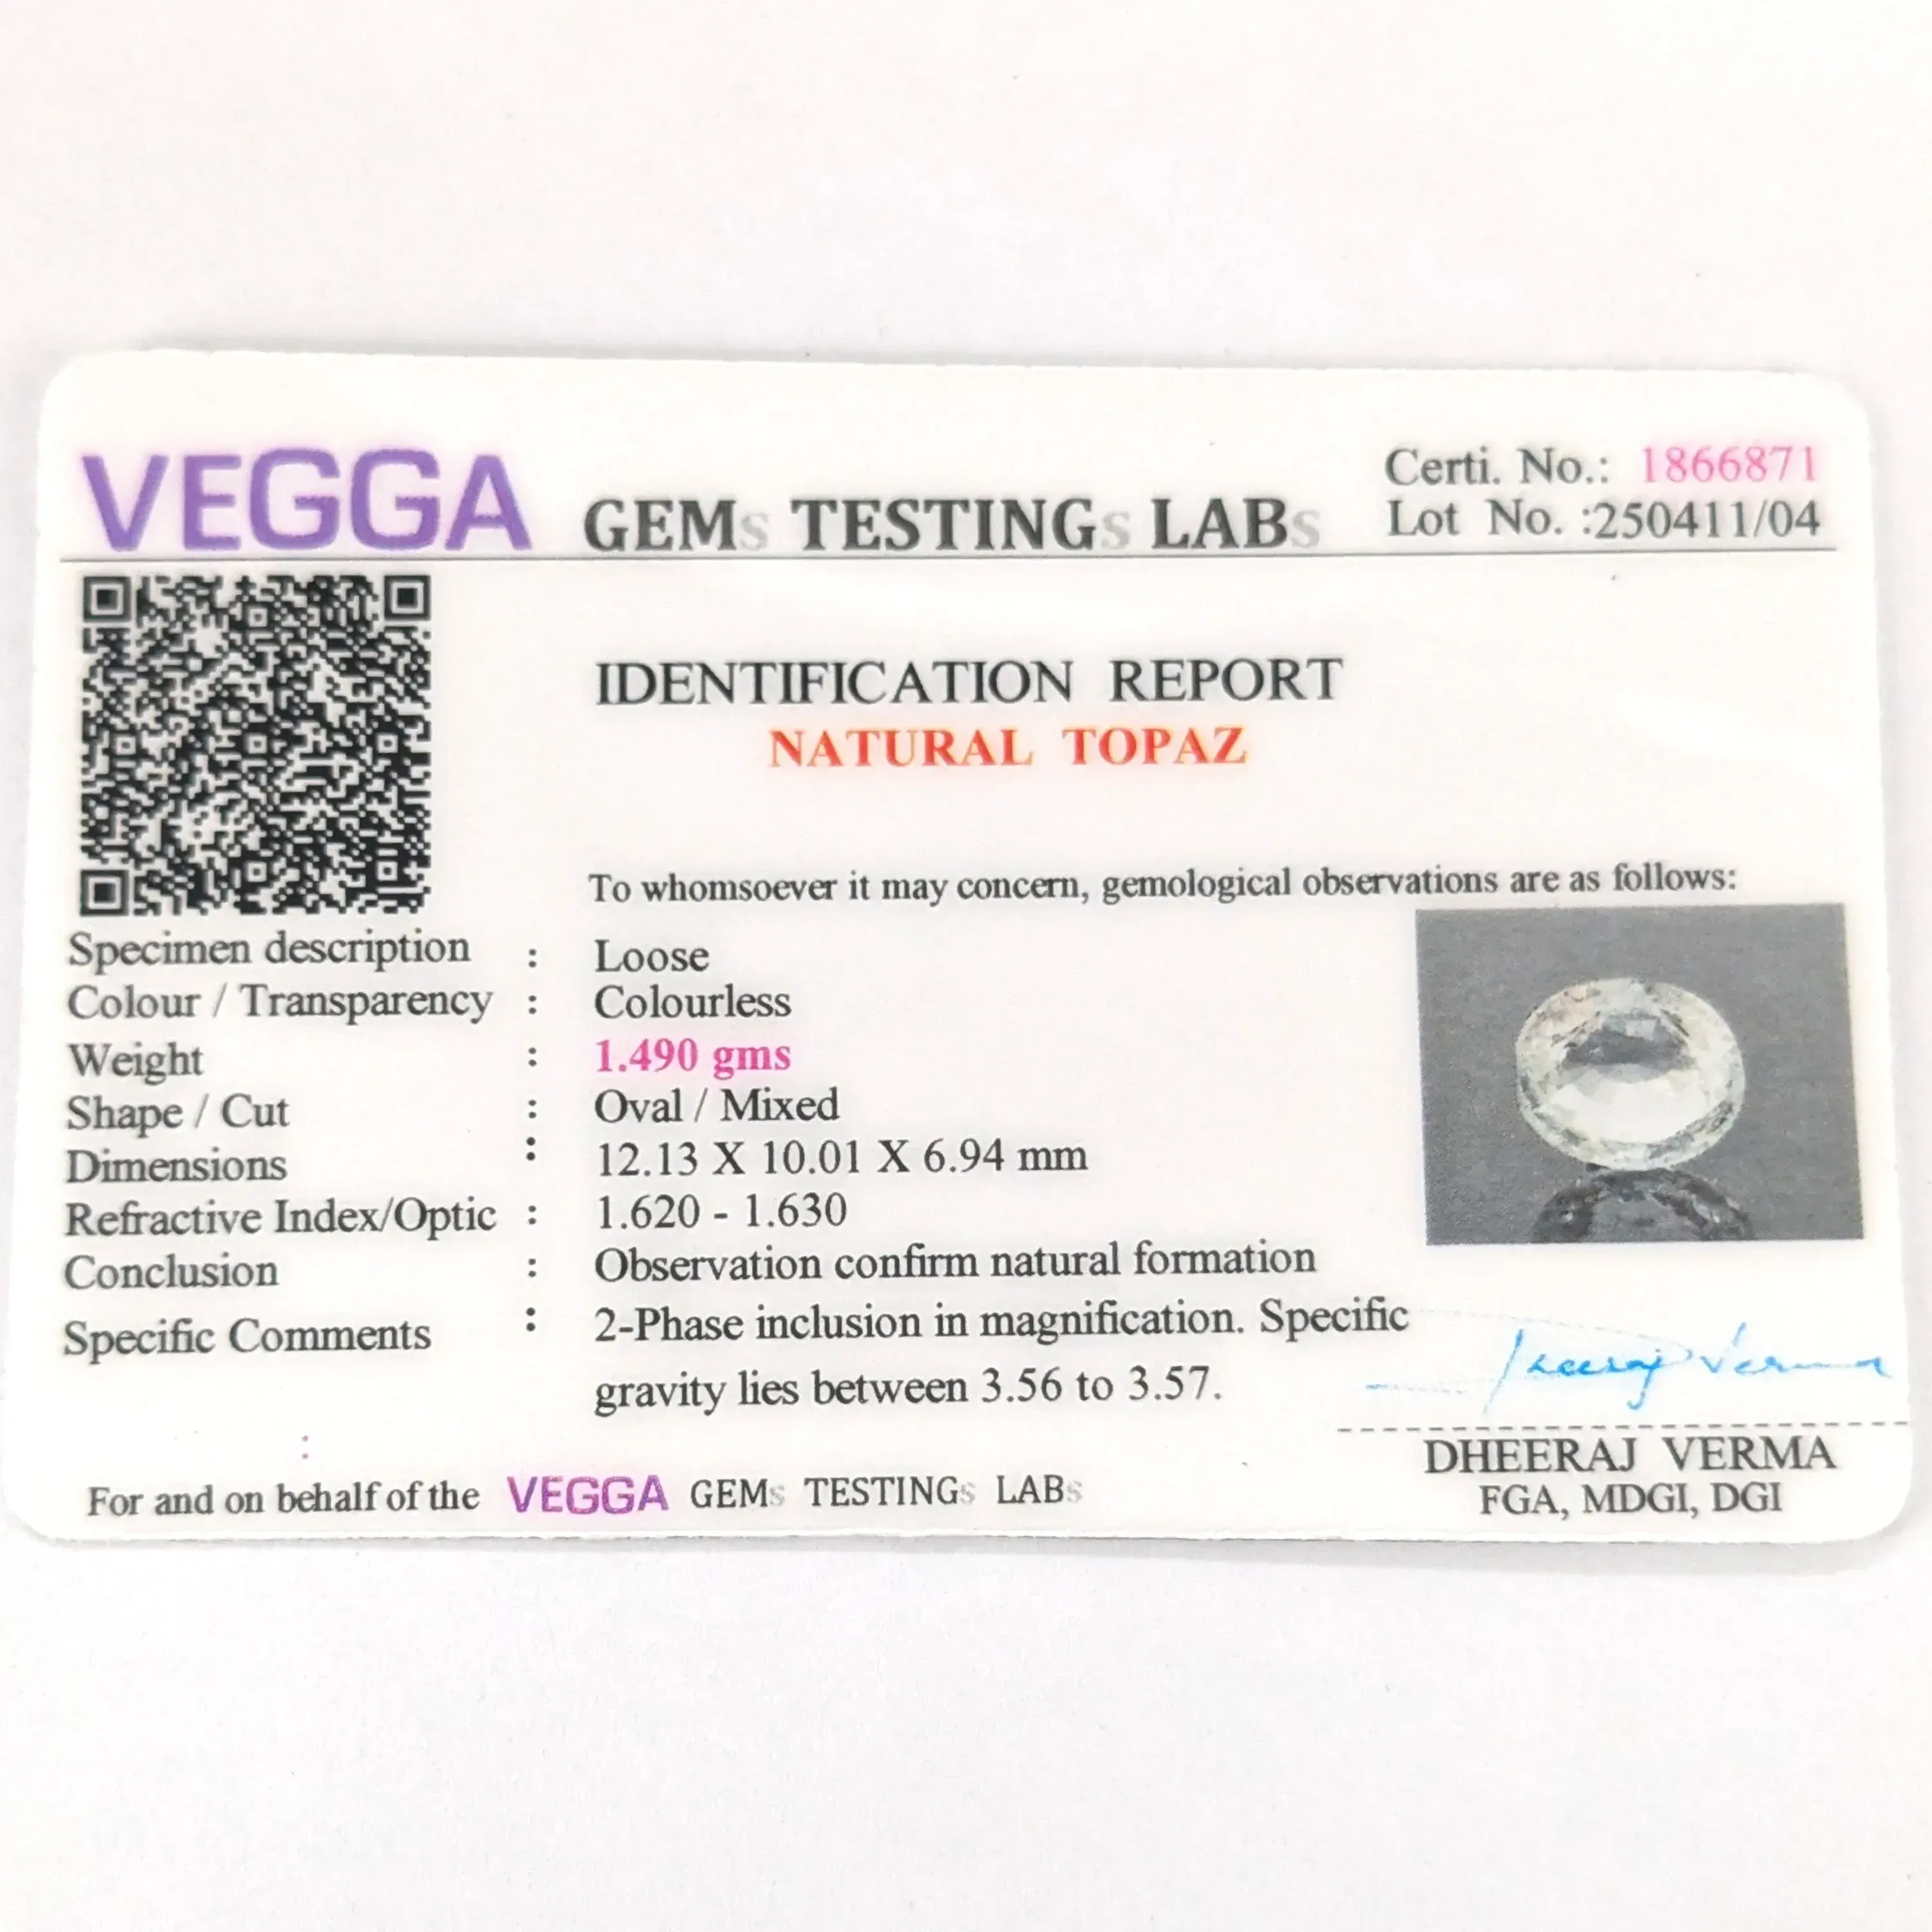 VEGGA GEMs TESTINGs LABs
Certi. No.: 1866871
Lot No. :250411/04
IDENTIFICATION REPORT
NATURAL TOPAZ
To whomsoever it may concern, gemological observations are as follows:
Specimen description : Loose
Colour / Transparency : Colourless
Weight : 1.490 gms
Shape / Cut : Oval / Mixed
Dimensions : 12.13 X 10.01 X 6.94 mm
Refractive Index/Optic : 1.620 - 1.630
Conclusion : Observation confirm natural formation
Specific Comments : 2-Phase inclusion in magnification. Specific
gravity lies between 3.56 to 3.57.
:
Dheeraj Verma
DHEERAJ VERMA
FGA, MDGI, DGI
For and on behalf of the VEGGA GEMs TESTINGs LABs